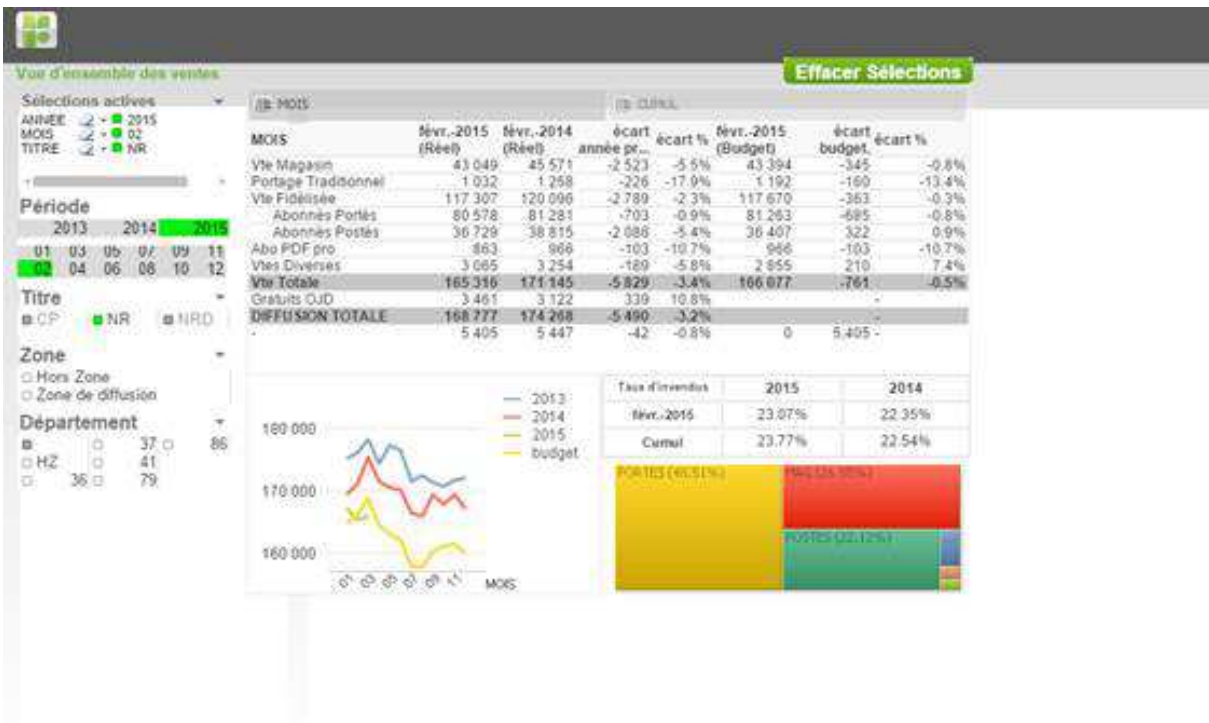 Vue d'ensemble des ventes
Effacer Sélections
Sélections actives
ANNEE 2015
MOIS 02
TITRE NR
Période
2013 2014 2015
01 03 05 07 09 11
02 04 06 08 10 12
Titre
CP NR NRD
Zone
Hors Zone
Zone de diffusion
Département
37 86
HZ 41
36 79
MOIS CUMUL
MOIS févr.-2015 (Réel) févr.-2014 (Réel) écart année pr... écart % févr.-2015 (Budget) écart budget écart %
Vte Magasin 43 049 45 571 -2 523 -5.5% 43 394 -345 -0.8%
Portage Traditionnel 1 032 1 258 -226 -17.9% 1 192 -160 -13.4%
Vte Fidélisée 117 307 120 096 -2 789 -2.3% 117 670 -363 -0.3%
Abonnés Portés 80 578 81 281 -703 -0.9% 81 263 -685 -0.8%
Abonnés Postés 36 729 38 815 -2 086 -5.4% 36 407 322 0.9%
Abo PDF pro 863 966 -103 -10.7% 966 -103 -10.7%
Vtes Diverses 3 065 3 254 -189 -5.8% 2 855 210 7.4%
Vte Totale 165 316 171 145 -5 829 -3.4% 166 077 -761 -0.5%
Gratuits OJD 3 461 3 122 339 10.8% -
DIFFUSION TOTALE 168 777 174 268 -5 490 -3.2% -
- 5 405 5 447 -42 -0.8% 0 5,405 -
2013
2014
2015
budget
180 000
170 000
160 000
01 03 05 07 09 11 MOIS
Taux d'invendus 2015 2014
févr.-2015 23.07% 22.35%
Cumul 23.77% 22.54%
PORTES
POSTES (22.12%)